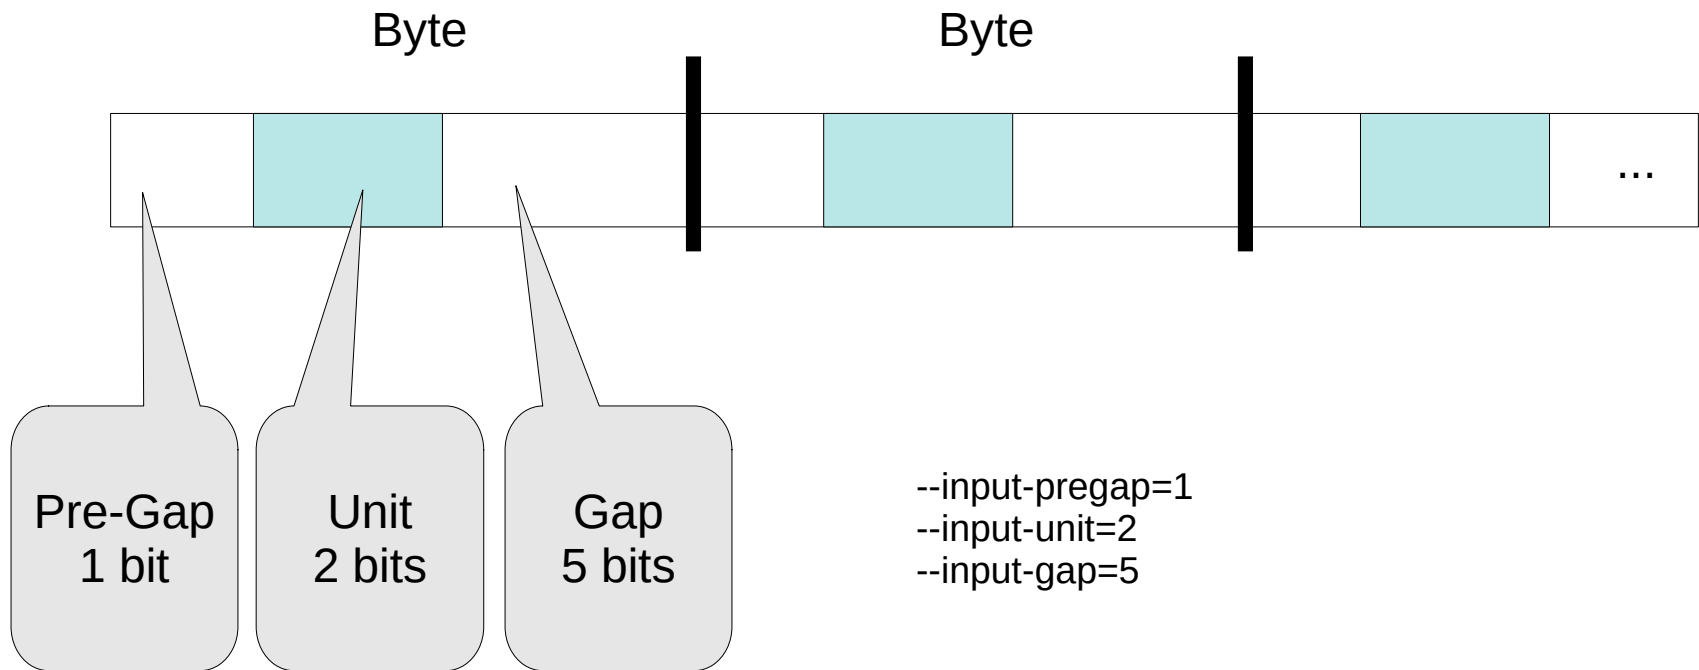 Byte
Byte
...
Pre-Gap
1 bit
Unit
2 bits
Gap
5 bits
--input-pregap=1
--input-unit=2
--input-gap=5